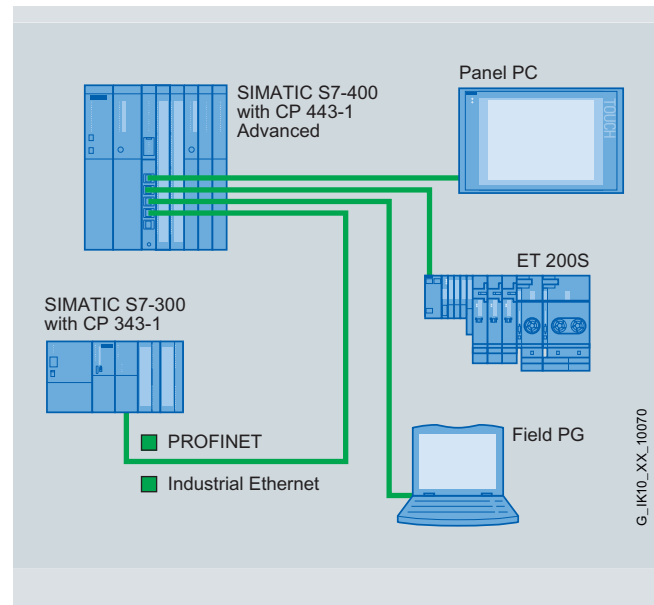 SIMATIC S7-400
with CP 443-1
Advanced
Panel PC
TOUCH
ET 200S
SIMATIC S7-300
with CP 343-1
PROFINET
Industrial Ethernet
Field PG
G_IK10_XX_10070